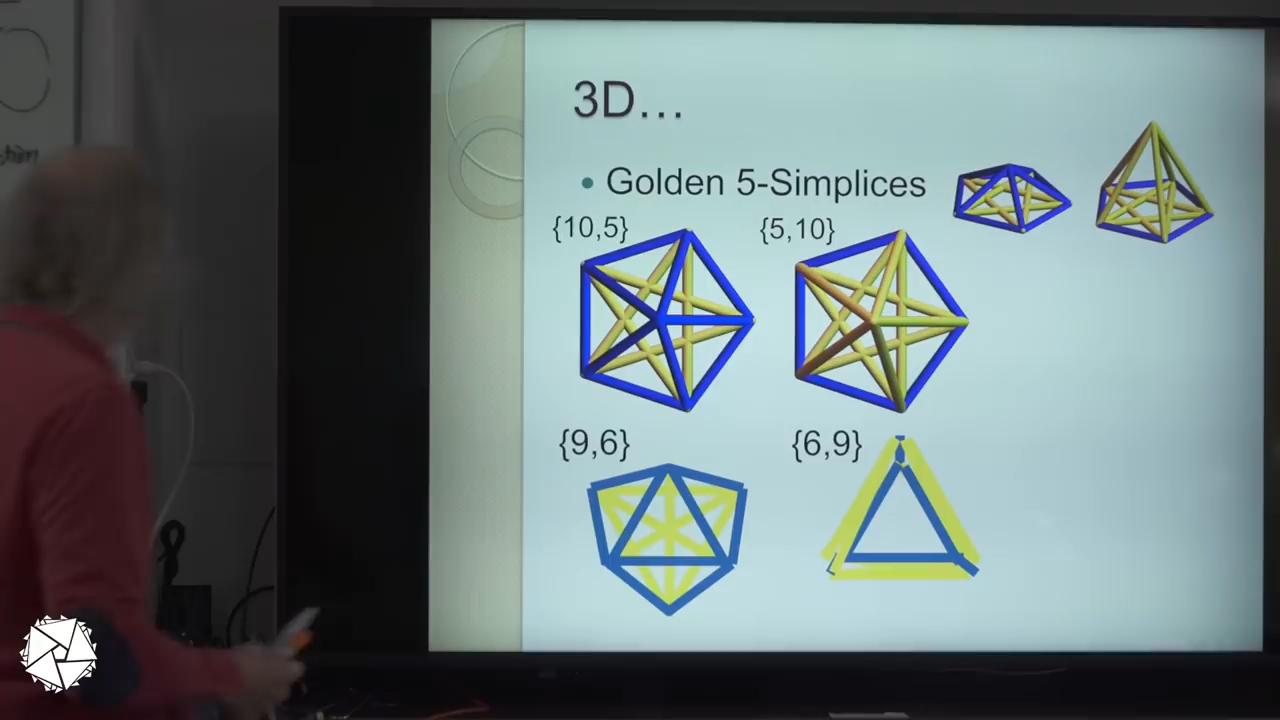 3D...
• Golden 5-Simplices
{10,5} {5,10}
{9,6} {6,9}